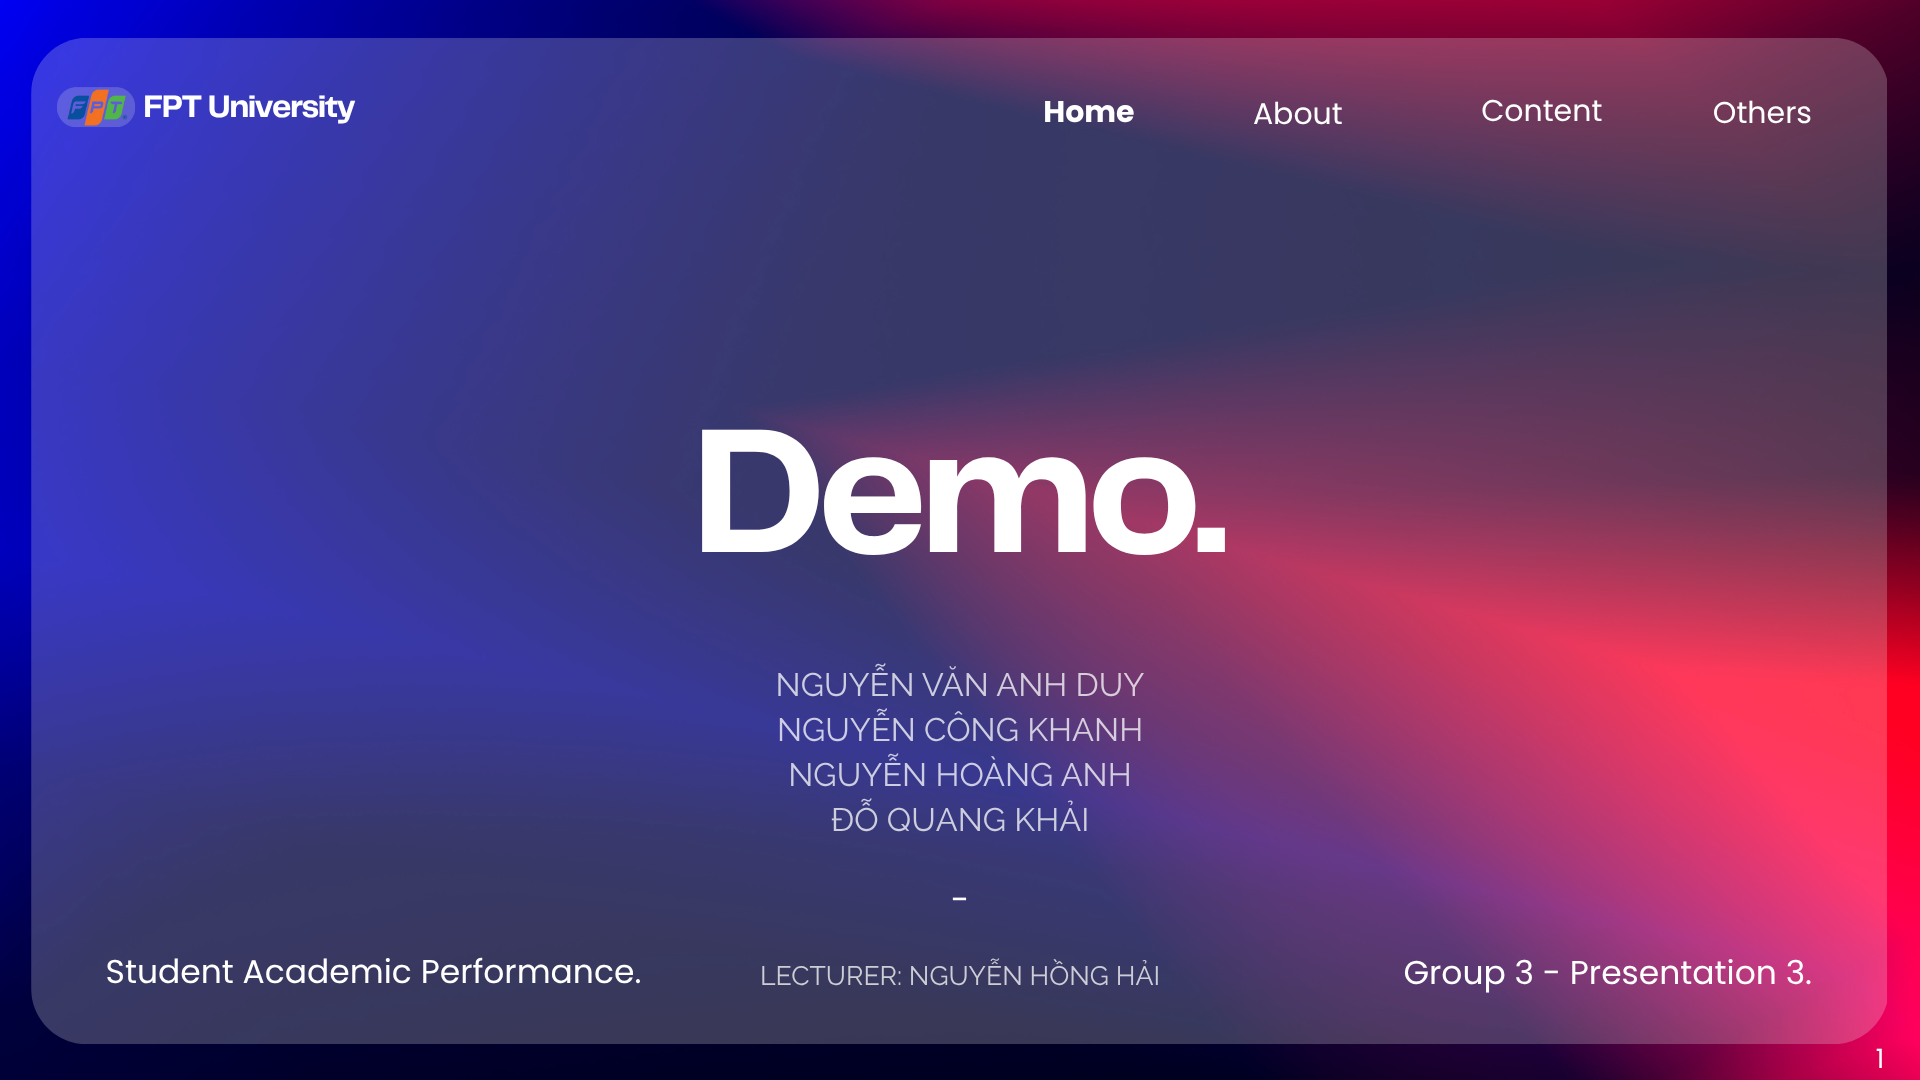 FPT FPT University
Home About Content Others
Demo.
NGUYỄN VĂN ANH DUY
NGUYỄN CÔNG KHANH
NGUYỄN HOÀNG ANH
ĐỖ QUANG KHẢI
-
Student Academic Performance.
LECTURER: NGUYỄN HỒNG HẢI
Group 3 - Presentation 3.
1